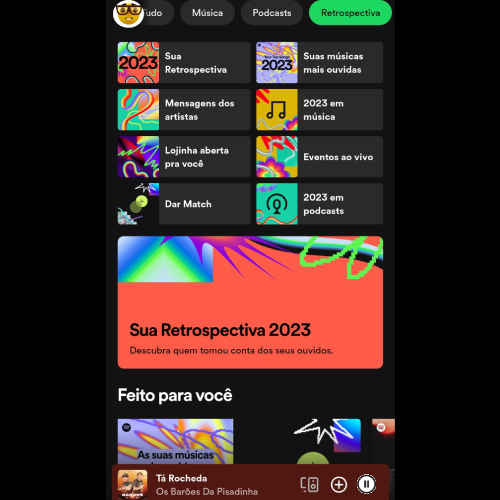 Tudo
Música
Podcasts
Retrospectiva
2023
Sua
Retrospectiva
2023
Suas músicas
mais ouvidas
Mensagens dos
artistas
2023 em
música
Lojinha aberta
pra você
Eventos ao vivo
Dar Match
2023 em
podcasts
Sua Retrospectiva 2023
Descubra quem tomou conta dos seus ouvidos.
Feito para você
As suas músicas
Tá Rocheda
Os Barões Da Pisadinha